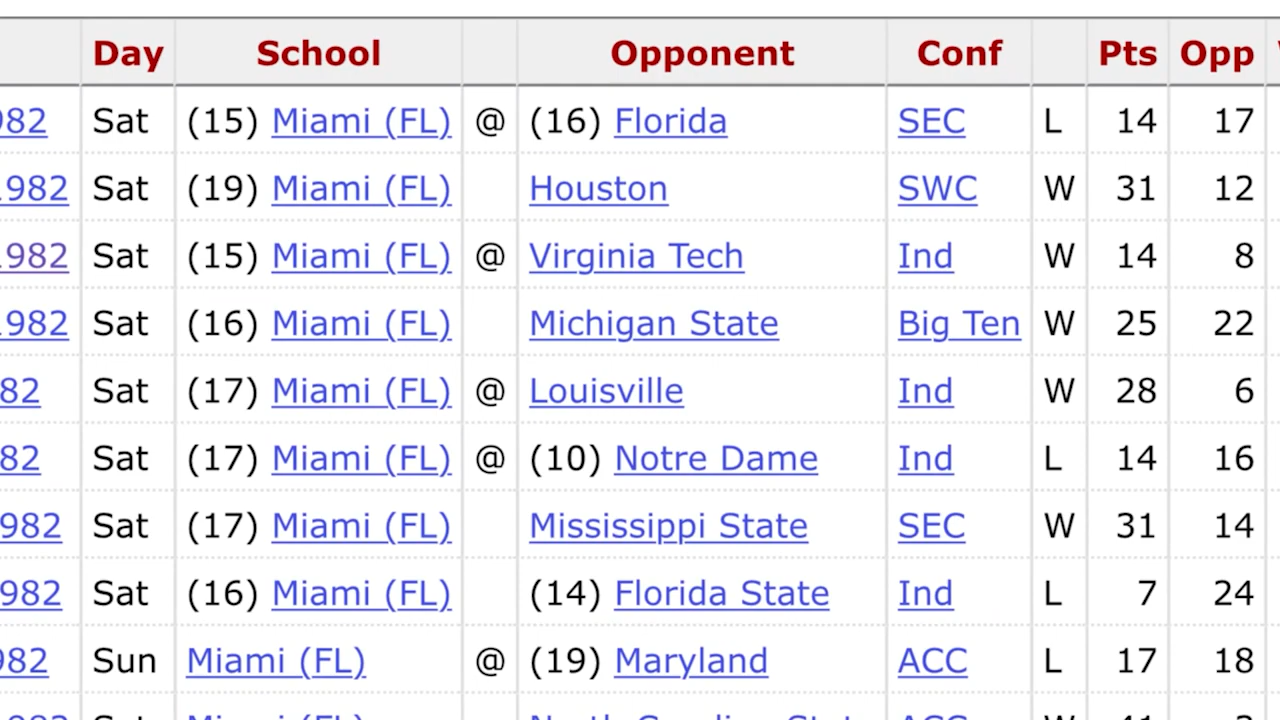 Day School Opponent Conf Pts Opp
982 Sat (15) Miami (FL) @ (16) Florida SEC L 14 17
1982 Sat (19) Miami (FL) Houston SWC W 31 12
1982 Sat (15) Miami (FL) @ Virginia Tech Ind W 14 8
1982 Sat (16) Miami (FL) Michigan State Big Ten W 25 22
82 Sat (17) Miami (FL) @ Louisville Ind W 28 6
82 Sat (17) Miami (FL) @ (10) Notre Dame Ind L 14 16
982 Sat (17) Miami (FL) Mississippi State SEC W 31 14
982 Sat (16) Miami (FL) (14) Florida State Ind L 7 24
982 Sun Miami (FL) @ (19) Maryland ACC L 17 18